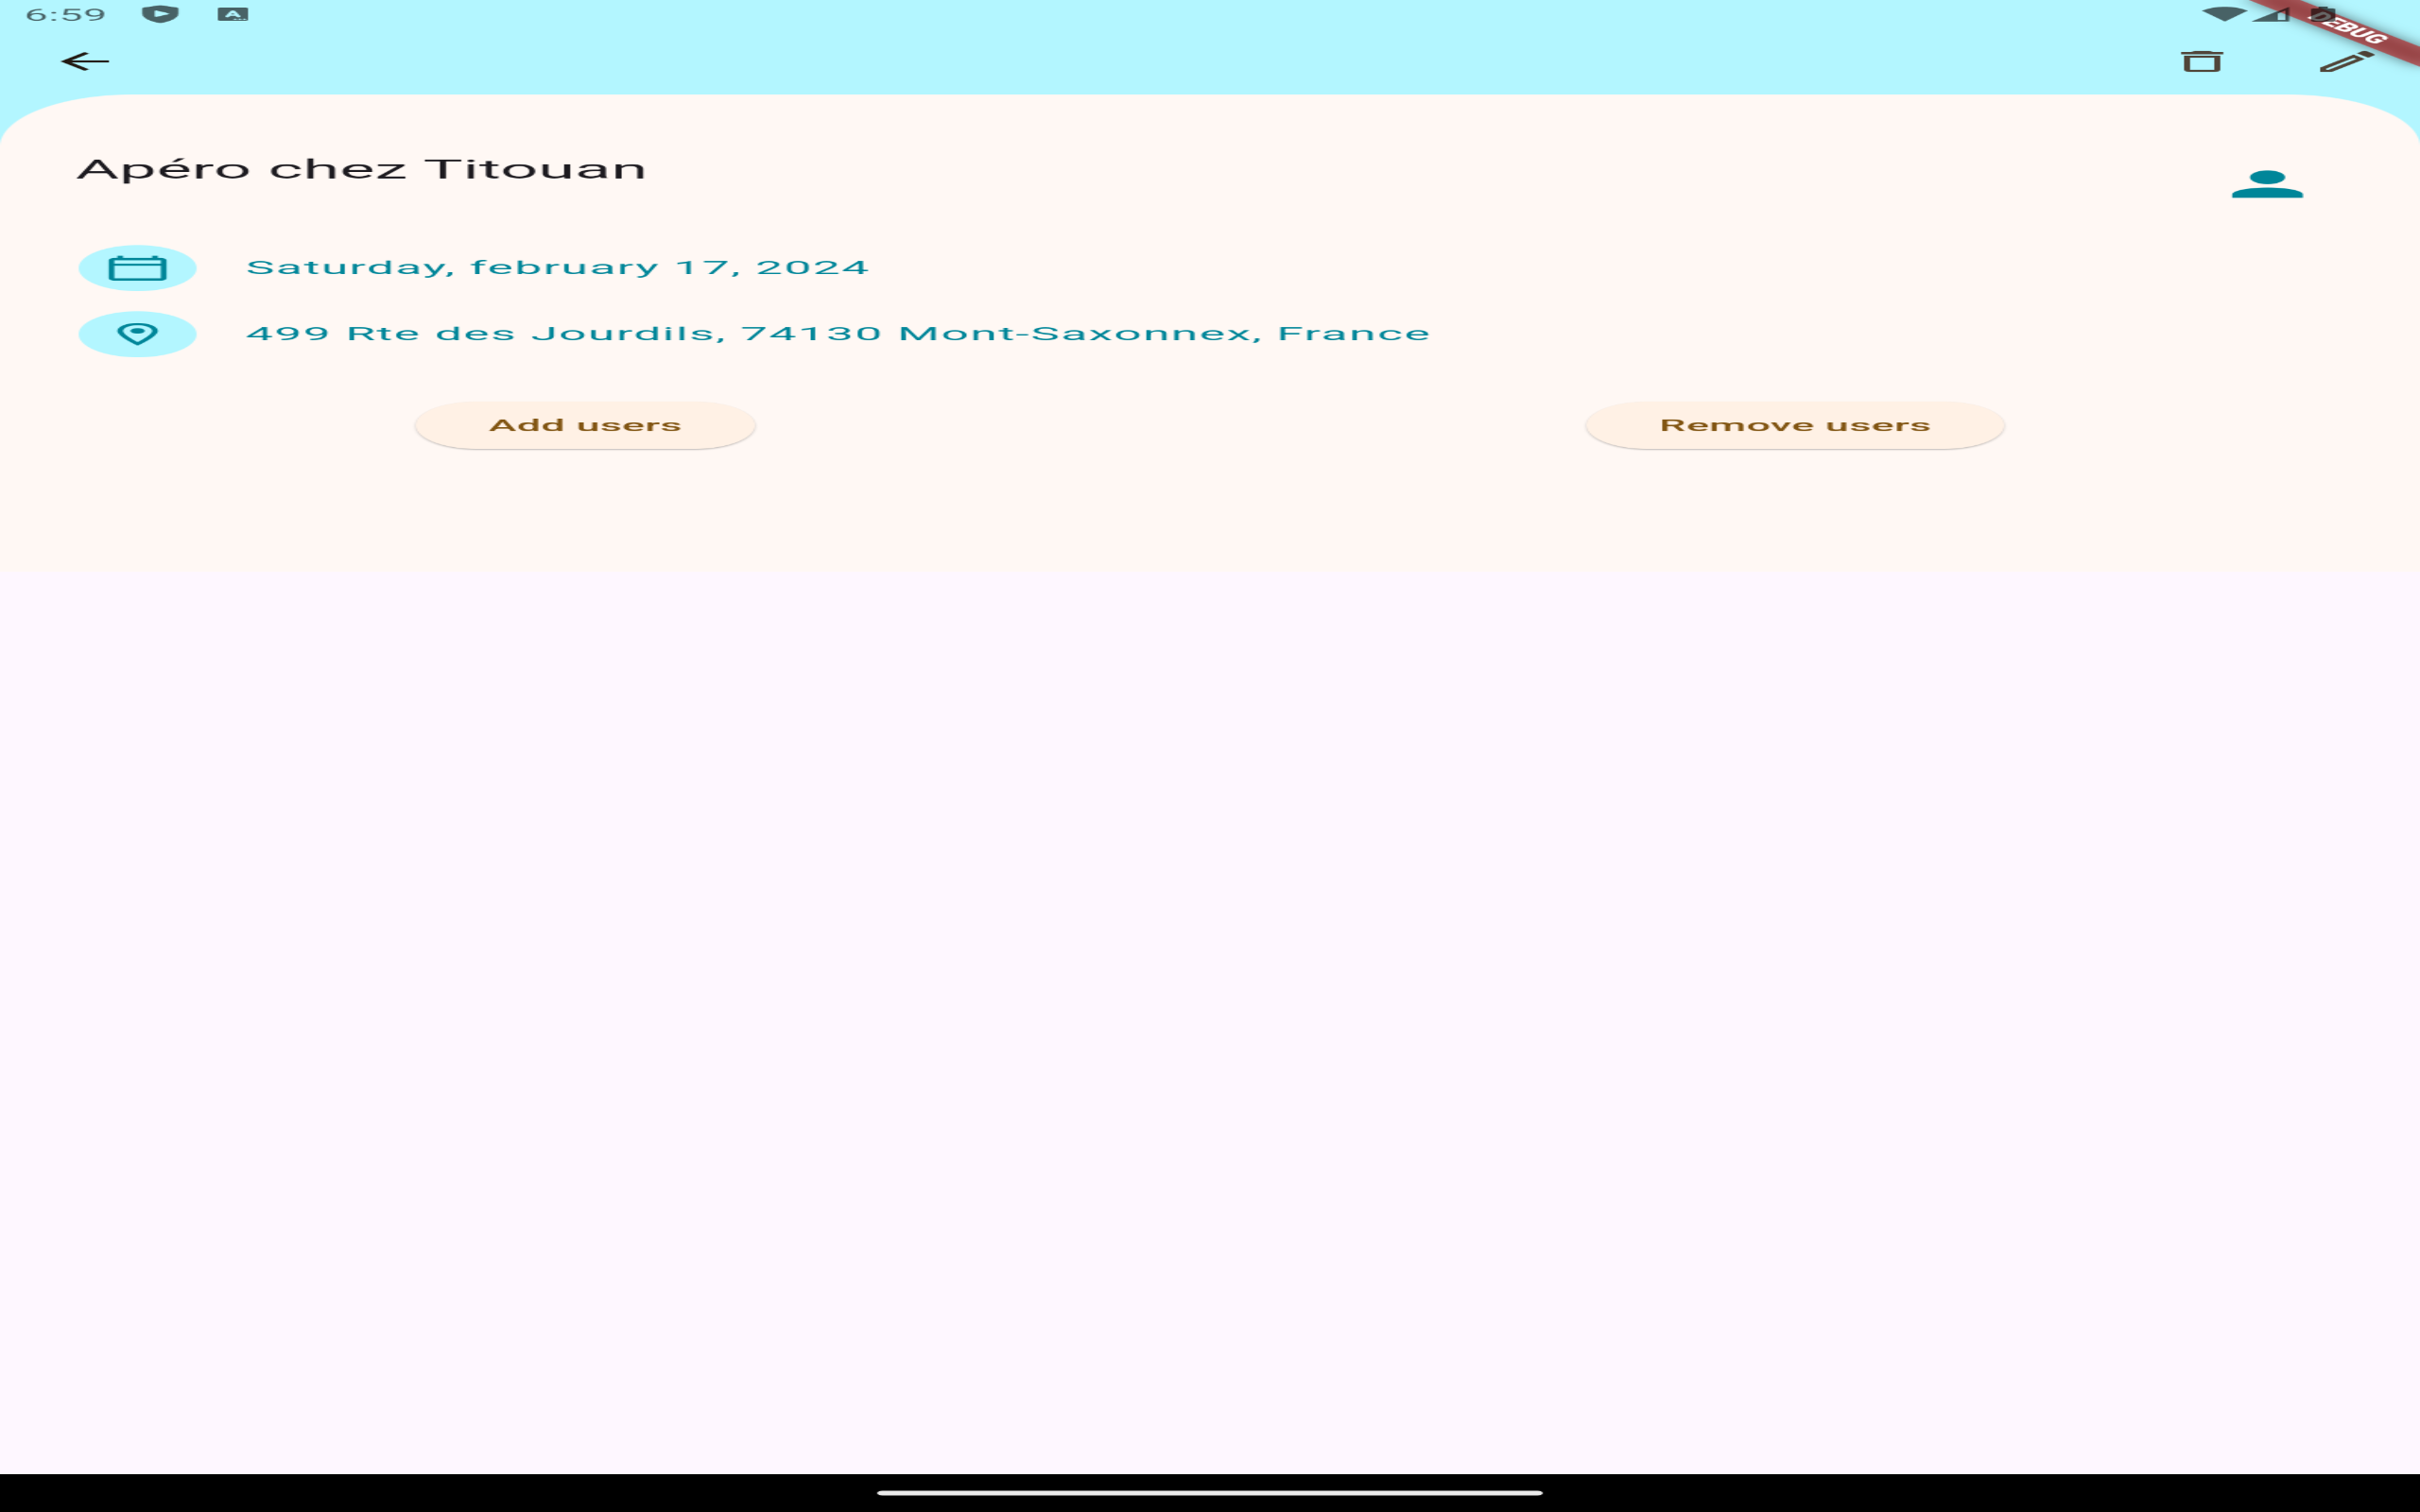 6:59
DEBUG
Apéro chez Titouan
Saturday, february 17, 2024
499 Rte des Jourdils, 74130 Mont-Saxonnex, France
Add users
Remove users